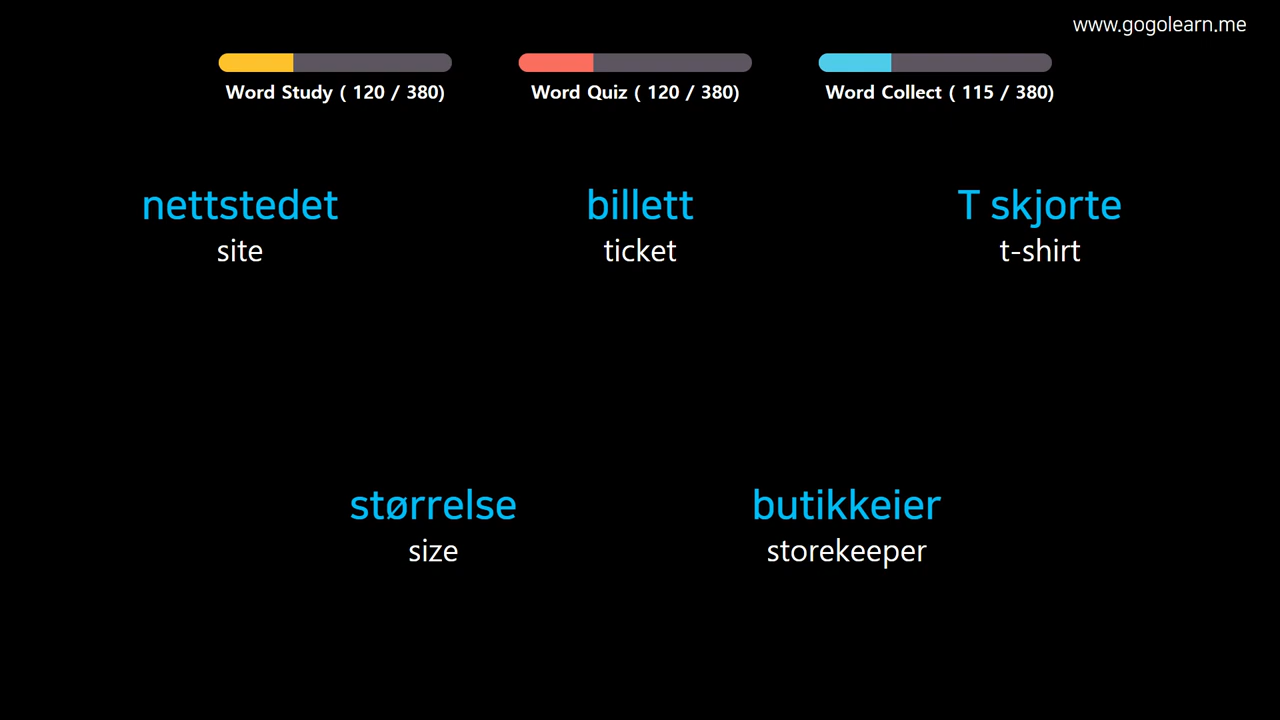 www.gogolearn.me
Word Study ( 120 / 380)
Word Quiz ( 120 / 380)
Word Collect ( 115 / 380)
nettstedet
site
billett
ticket
T skjorte
t-shirt
størrelse
size
butikkeier
storekeeper